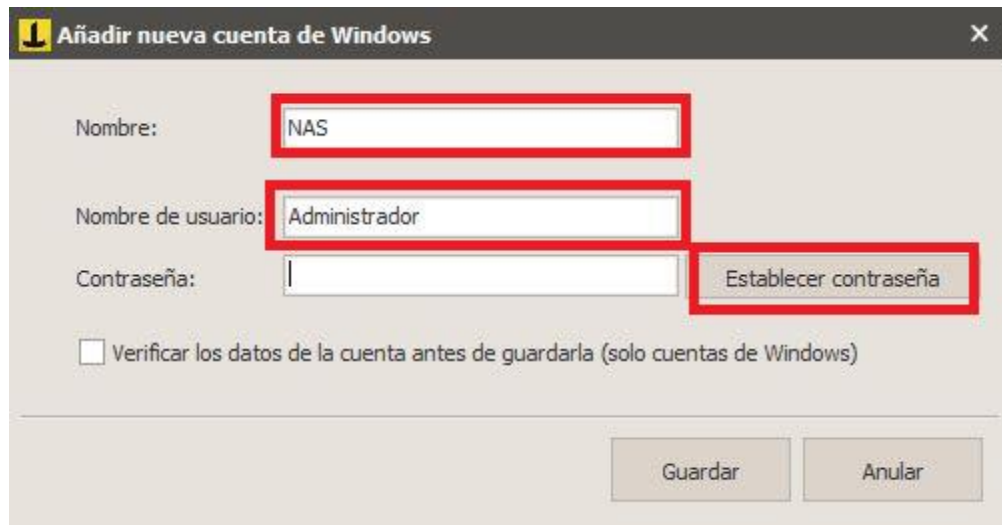 Añadir nueva cuenta de Windows
Nombre: NAS
Nombre de usuario: Administrador
Contraseña: Establecer contraseña
Verificar los datos de la cuenta antes de guardarla (solo cuentas de Windows)
Guardar Anular